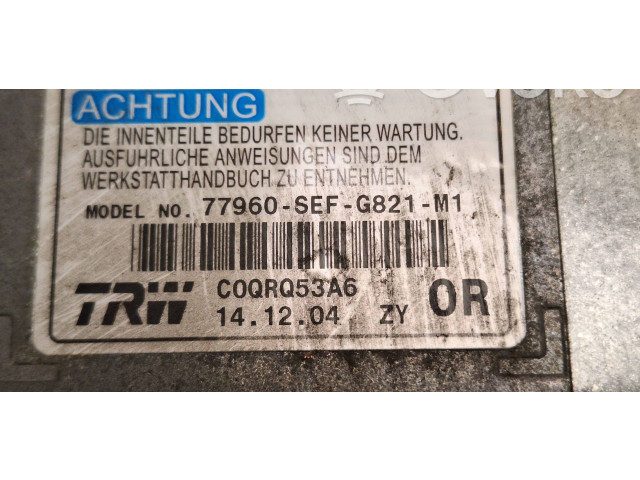 ACHTUNG
DIE INNENTEILE BEDURFEN KEINER WARTUNG.
AUSFUHRLICHE ANWEISUNGEN SIND DEM
WERKSTATTHANDBUCH ZU ENTNEHMEN.
MODEL NO. 77960-SEF-G821-M1
TRW C0QRQ53A6 0R
14.12.04 ZY